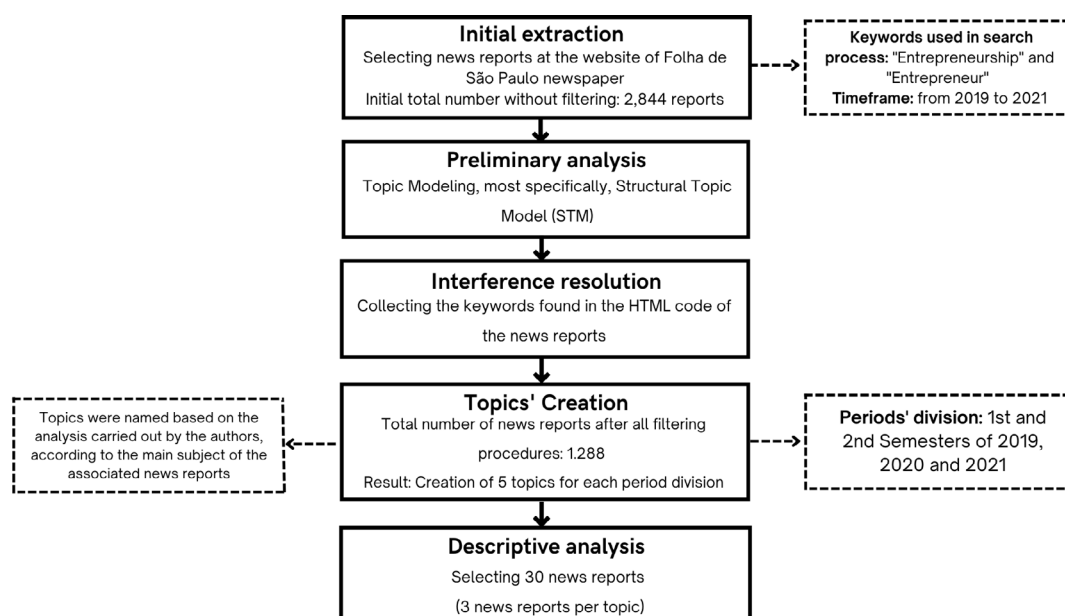 Initial extraction
Selecting news reports at the website of Folha de
São Paulo newspaper
Initial total number without filtering: 2,844 reports
Keywords used in search
process: "Entrepreneurship" and
"Entrepreneur"
Timeframe: from 2019 to 2021
Preliminary analysis
Topic Modeling, most specifically, Structural Topic
Model (STM)
Interference resolution
Collecting the keywords found in the HTML code of
the news reports
Topics' Creation
Total number of news reports after all filtering
procedures: 1.288
Result: Creation of 5 topics for each period division
Topics were named based on the
analysis carried out by the authors,
according to the main subject of the
associated news reports
Periods' division: 1st and
2nd Semesters of 2019,
2020 and 2021
Descriptive analysis
Selecting 30 news reports
(3 news reports per topic)